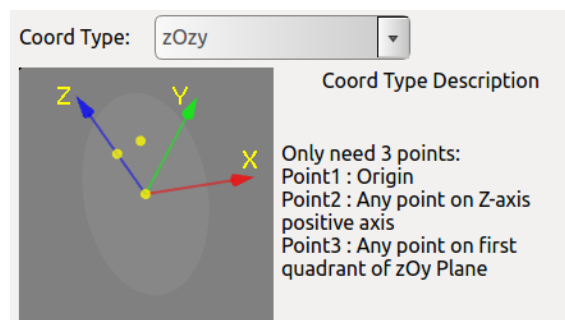 Coord Type: zOzy
Coord Type Description
Z
Y
X
Only need 3 points:
Point1 : Origin
Point2 : Any point on Z-axis
positive axis
Point3 : Any point on first
quadrant of zOy Plane